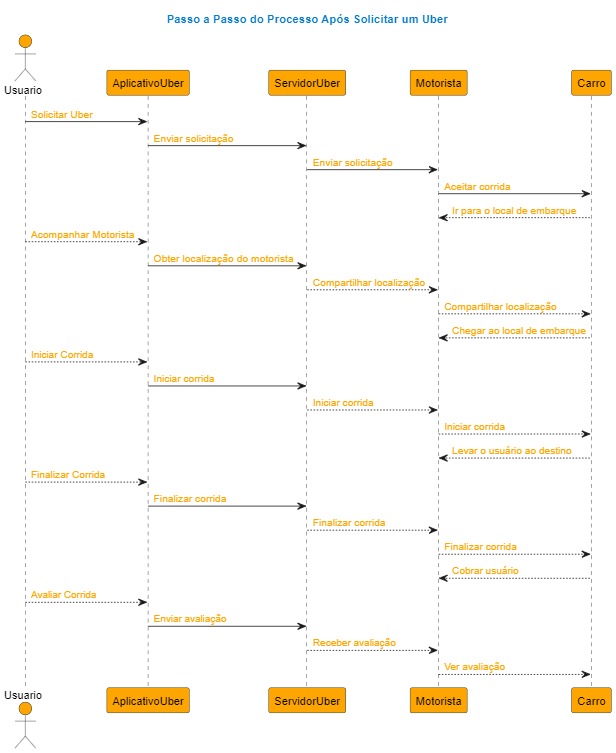 Passo a Passo do Processo Após Solicitar um Uber
Usuario
AplicativoUber
ServidorUber
Motorista
Carro
Solicitar Uber
Enviar solicitação
Enviar solicitação
Aceitar corrida
Ir para o local de embarque
Acompanhar Motorista
Obter localização do motorista
Compartilhar localização
Compartilhar localização
Chegar ao local de embarque
Iniciar Corrida
Iniciar corrida
Iniciar corrida
Iniciar corrida
Levar o usuário ao destino
Finalizar Corrida
Finalizar corrida
Finalizar corrida
Finalizar corrida
Cobrar usuário
Avaliar Corrida
Enviar avaliação
Receber avaliação
Ver avaliação
Usuario
AplicativoUber
ServidorUber
Motorista
Carro